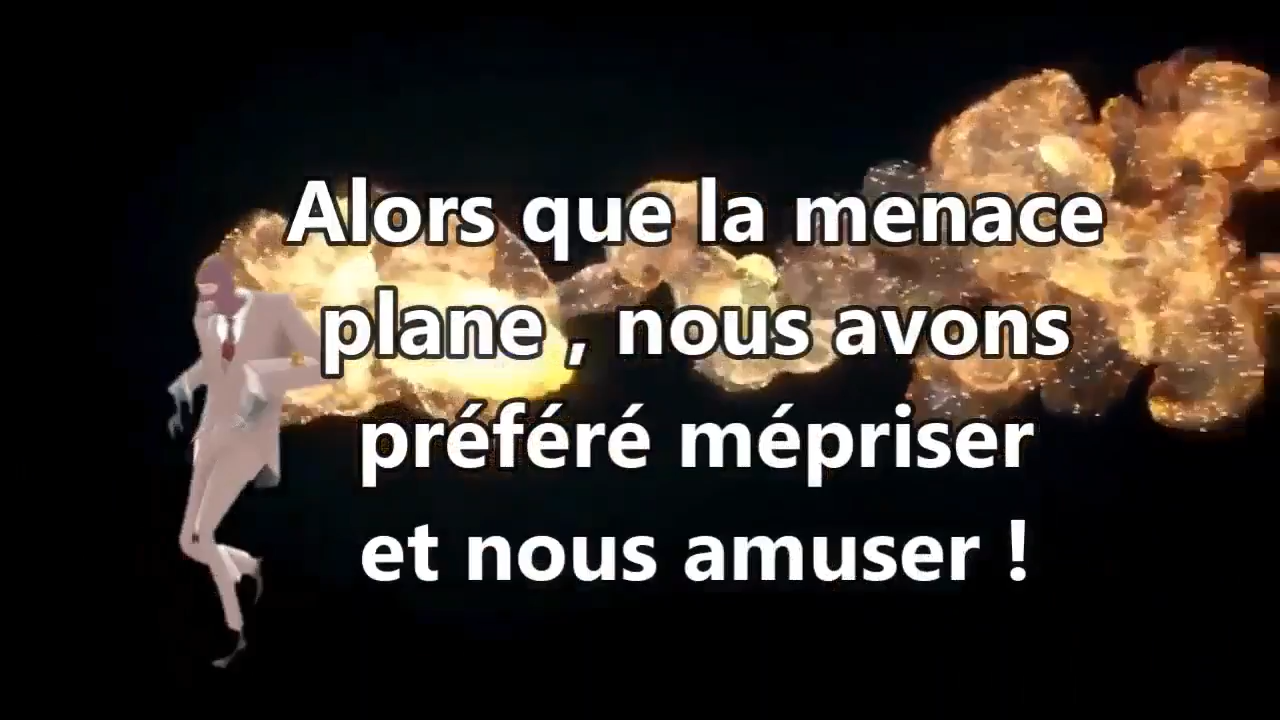 Alors que la menace
plane , nous avons
préféré mépriser
et nous amuser !